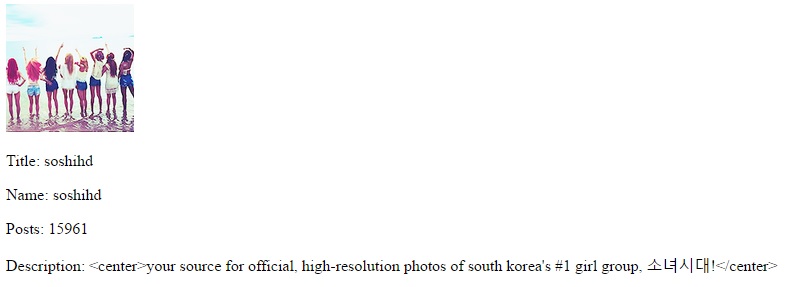 Title: soshihd
Name: soshihd
Posts: 15961
Description: <center>your source for official, high-resolution photos of south korea's #1 girl group, 소녀시대!</center>